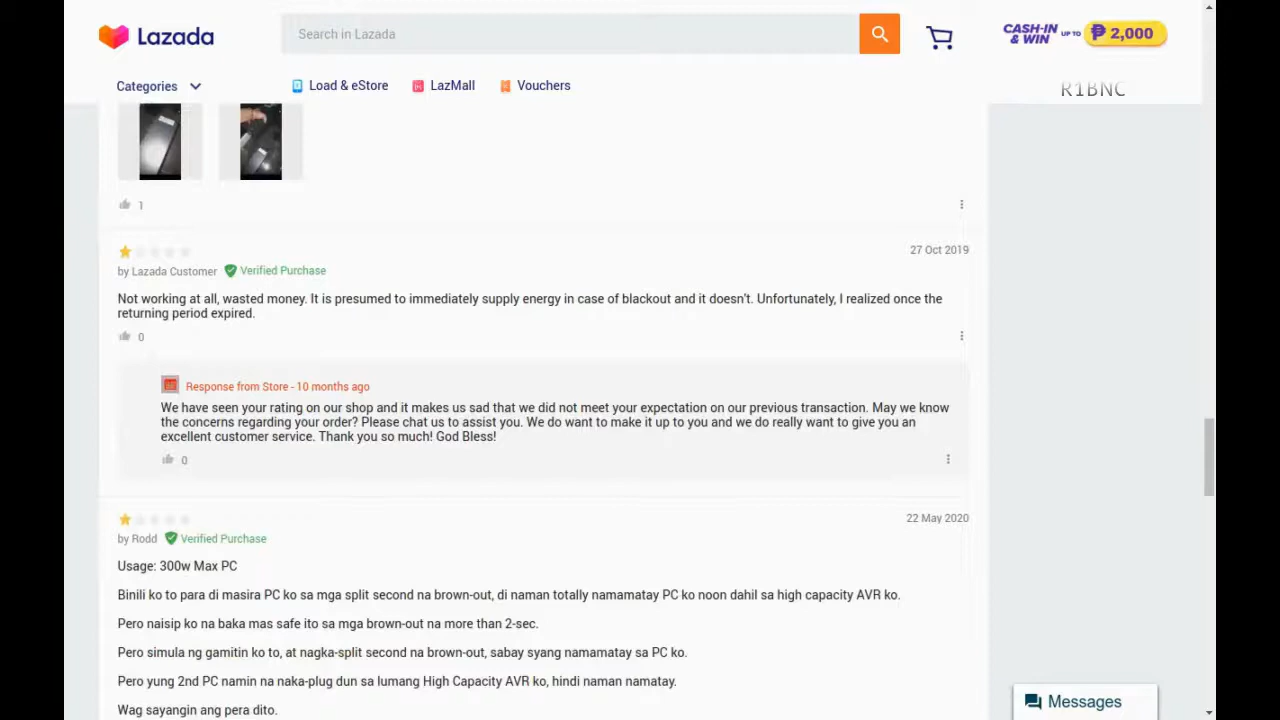 Lazada
Search in Lazada
CASH-IN & WIN UP TO ₱ 2,000
Categories
Load & eStore
LazMall
Vouchers
R1BNC
1
27 Oct 2019
by Lazada Customer Verified Purchase
Not working at all, wasted money. It is presumed to immediately supply energy in case of blackout and it doesn't. Unfortunately, I realized once the
returning period expired.
0
Response from Store - 10 months ago
We have seen your rating on our shop and it makes us sad that we did not meet your expectation on our previous transaction. May we know
the concerns regarding your order? Please chat us to assist you. We do want to make it up to you and we do really want to give you an
excellent customer service. Thank you so much! God Bless!
0
22 May 2020
by Rodd Verified Purchase
Usage: 300w Max PC
Binili ko to para di masira PC ko sa mga split second na brown-out, di naman totally namamatay PC ko noon dahil sa high capacity AVR ko.
Pero naisip ko na baka mas safe ito sa mga brown-out na more than 2-sec.
Pero simula ng gamitin ko to, at nagka-split second na brown-out, sabay syang namamatay sa PC ko.
Pero yung 2nd PC namin na naka-plug dun sa lumang High Capacity AVR ko, hindi naman namatay.
Wag sayangin ang pera dito.
Messages